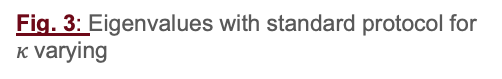 Fig. 3: Eigenvalues with standard protocol for
κ varying